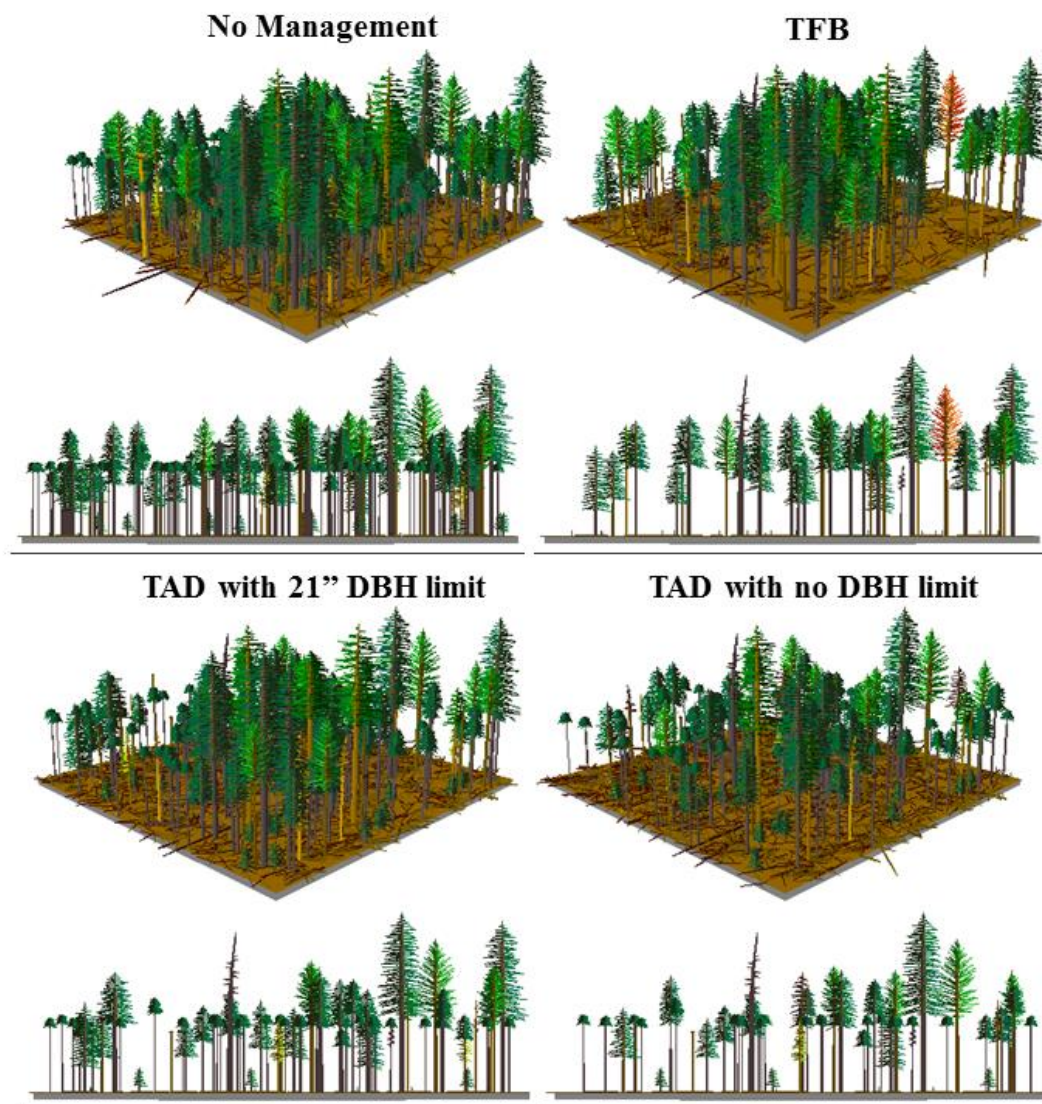 No Management
TFB
TAD with 21” DBH limit
TAD with no DBH limit